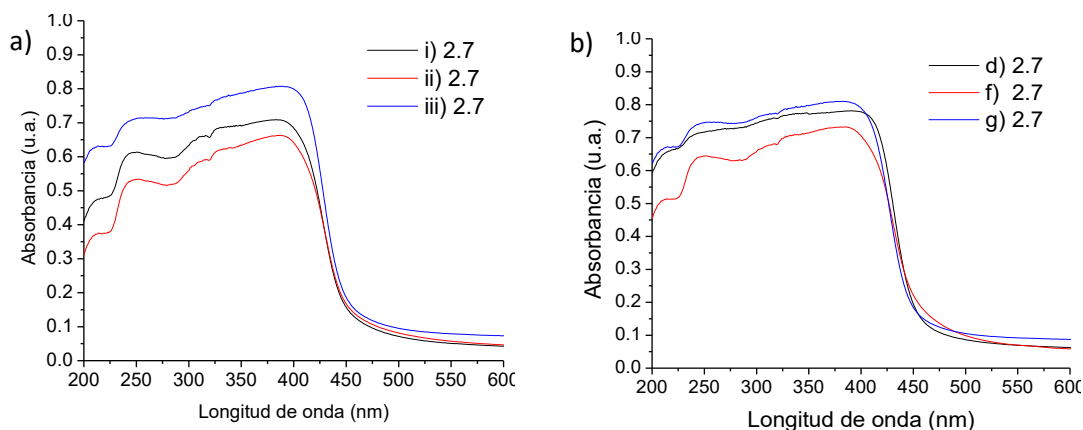 a)
1.0
0.9
0.8
0.7
0.6
0.5
0.4
0.3
0.2
0.1
0.0
Absorbancia (u.a.)
i) 2.7
ii) 2.7
iii) 2.7
200 250 300 350 400 450 500 550 600
Longitud de onda (nm)
b)
1.0
0.9
0.8
0.7
0.6
0.5
0.4
0.3
0.2
0.1
0.0
Absorbancia (u.a.)
d) 2.7
f) 2.7
g) 2.7
200 250 300 350 400 450 500 550 600
Longitud de onda (nm)